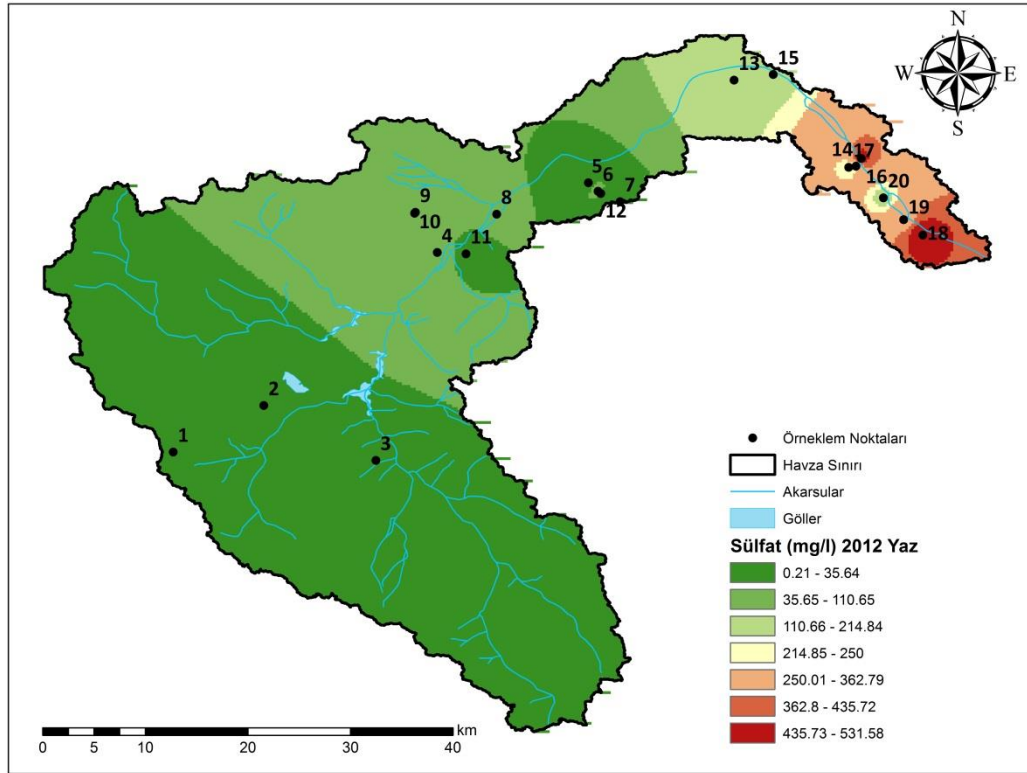 N
W E
S
15
13
14 17
16
20
19
18
5 6
7
12
9
10
8
4 11
2
1
3
Örneklem Noktaları
Havza Sınırı
Akarsular
Göller
Sülfat (mg/l) 2012 Yaz
0.21 - 35.64
35.65 - 110.65
110.66 - 214.84
214.85 - 250
250.01 - 362.79
362.8 - 435.72
435.73 - 531.58
km
0 5 10 20 30 40